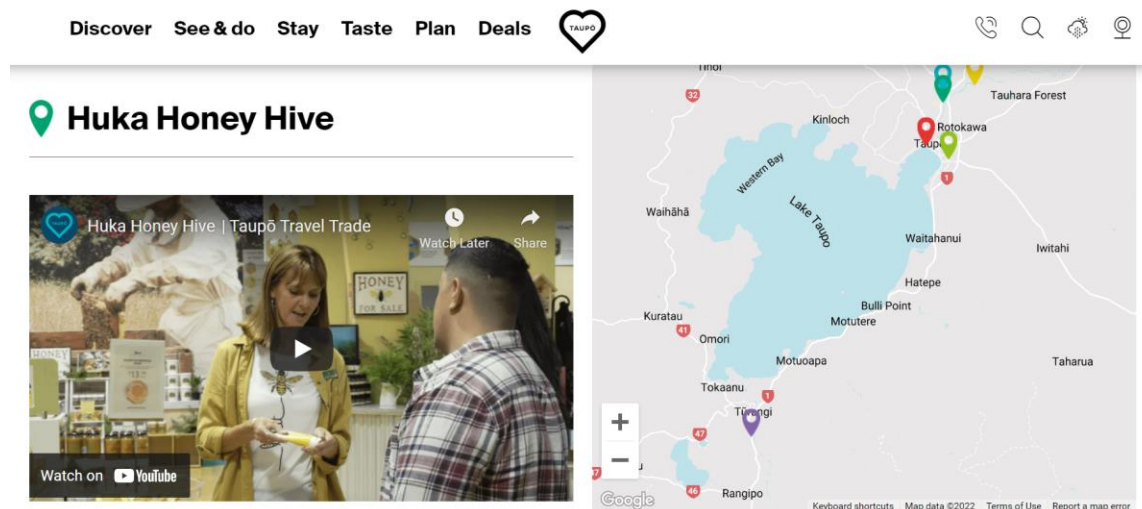 Discover See & do Stay Taste Plan Deals TAUPŌ
Huka Honey Hive
Huka Honey Hive | Taupō Travel Trade
Watch Later Share
HONEY
FOR SALE
HONEY
Watch on YouTube
Tihoi
32
Tauhara Forest
Kinloch
Rotokawa
Taupo
1
Western Bay
Lake Taupo
Waihāhā
Waitahanui
Iwitahi
Hatepe
Bulli Point
Kuratau
Motutere
41
Omori
Motuoapa
Taharua
Tokaanu
1
Tūrangi
47
46
Rangipo
Google
Keyboard shortcuts Map data ©2022 Terms of Use Report a map error